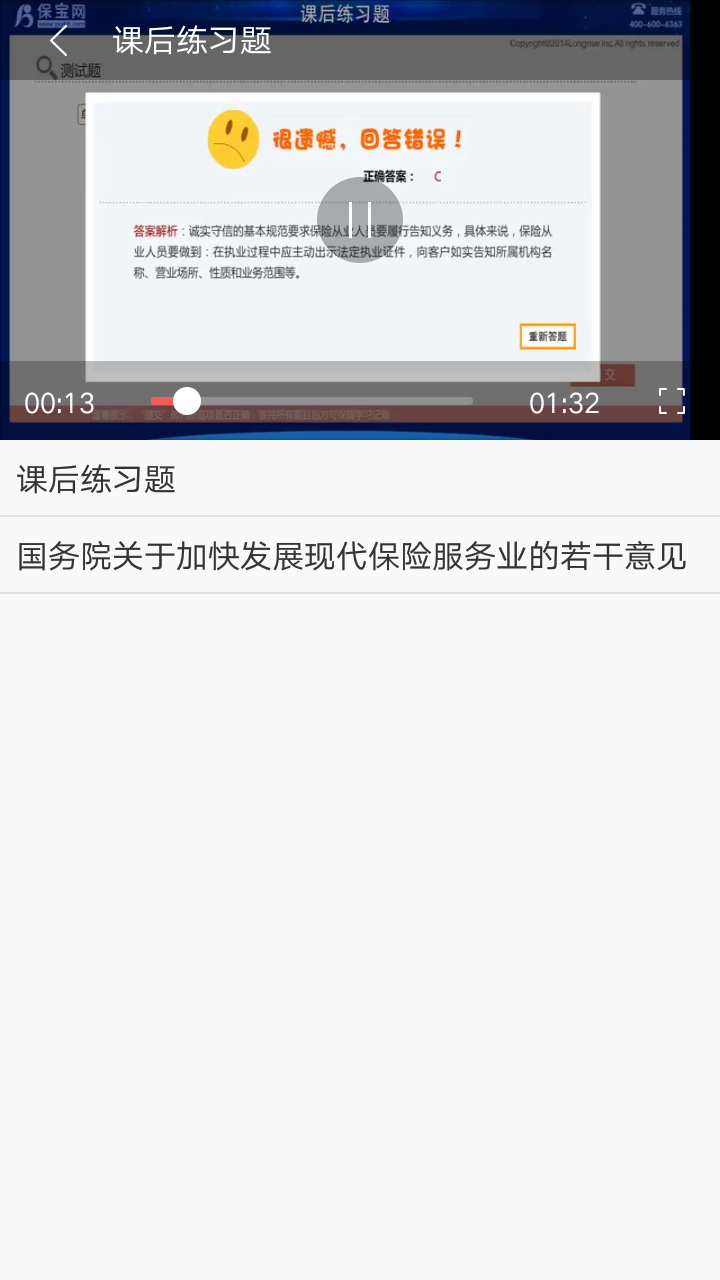 保宝网
课后练习题
服务热线
400-600-6363
课后练习题
Copyright©2014Longrise Inc.All rights reserved
测试题
很遗憾，回答错误！
正确答案： C
答案解析：诚实守信的基本规范要求保险从业人员要履行告知义务，具体来说，保险从
业人员要做到：在执业过程中应主动出示法定执业证件，向客户如实告知所属机构名
称、营业场所、性质和业务范围等。
重新答题
交
00:13
01:32
课后练习题
国务院关于加快发展现代保险服务业的若干意见